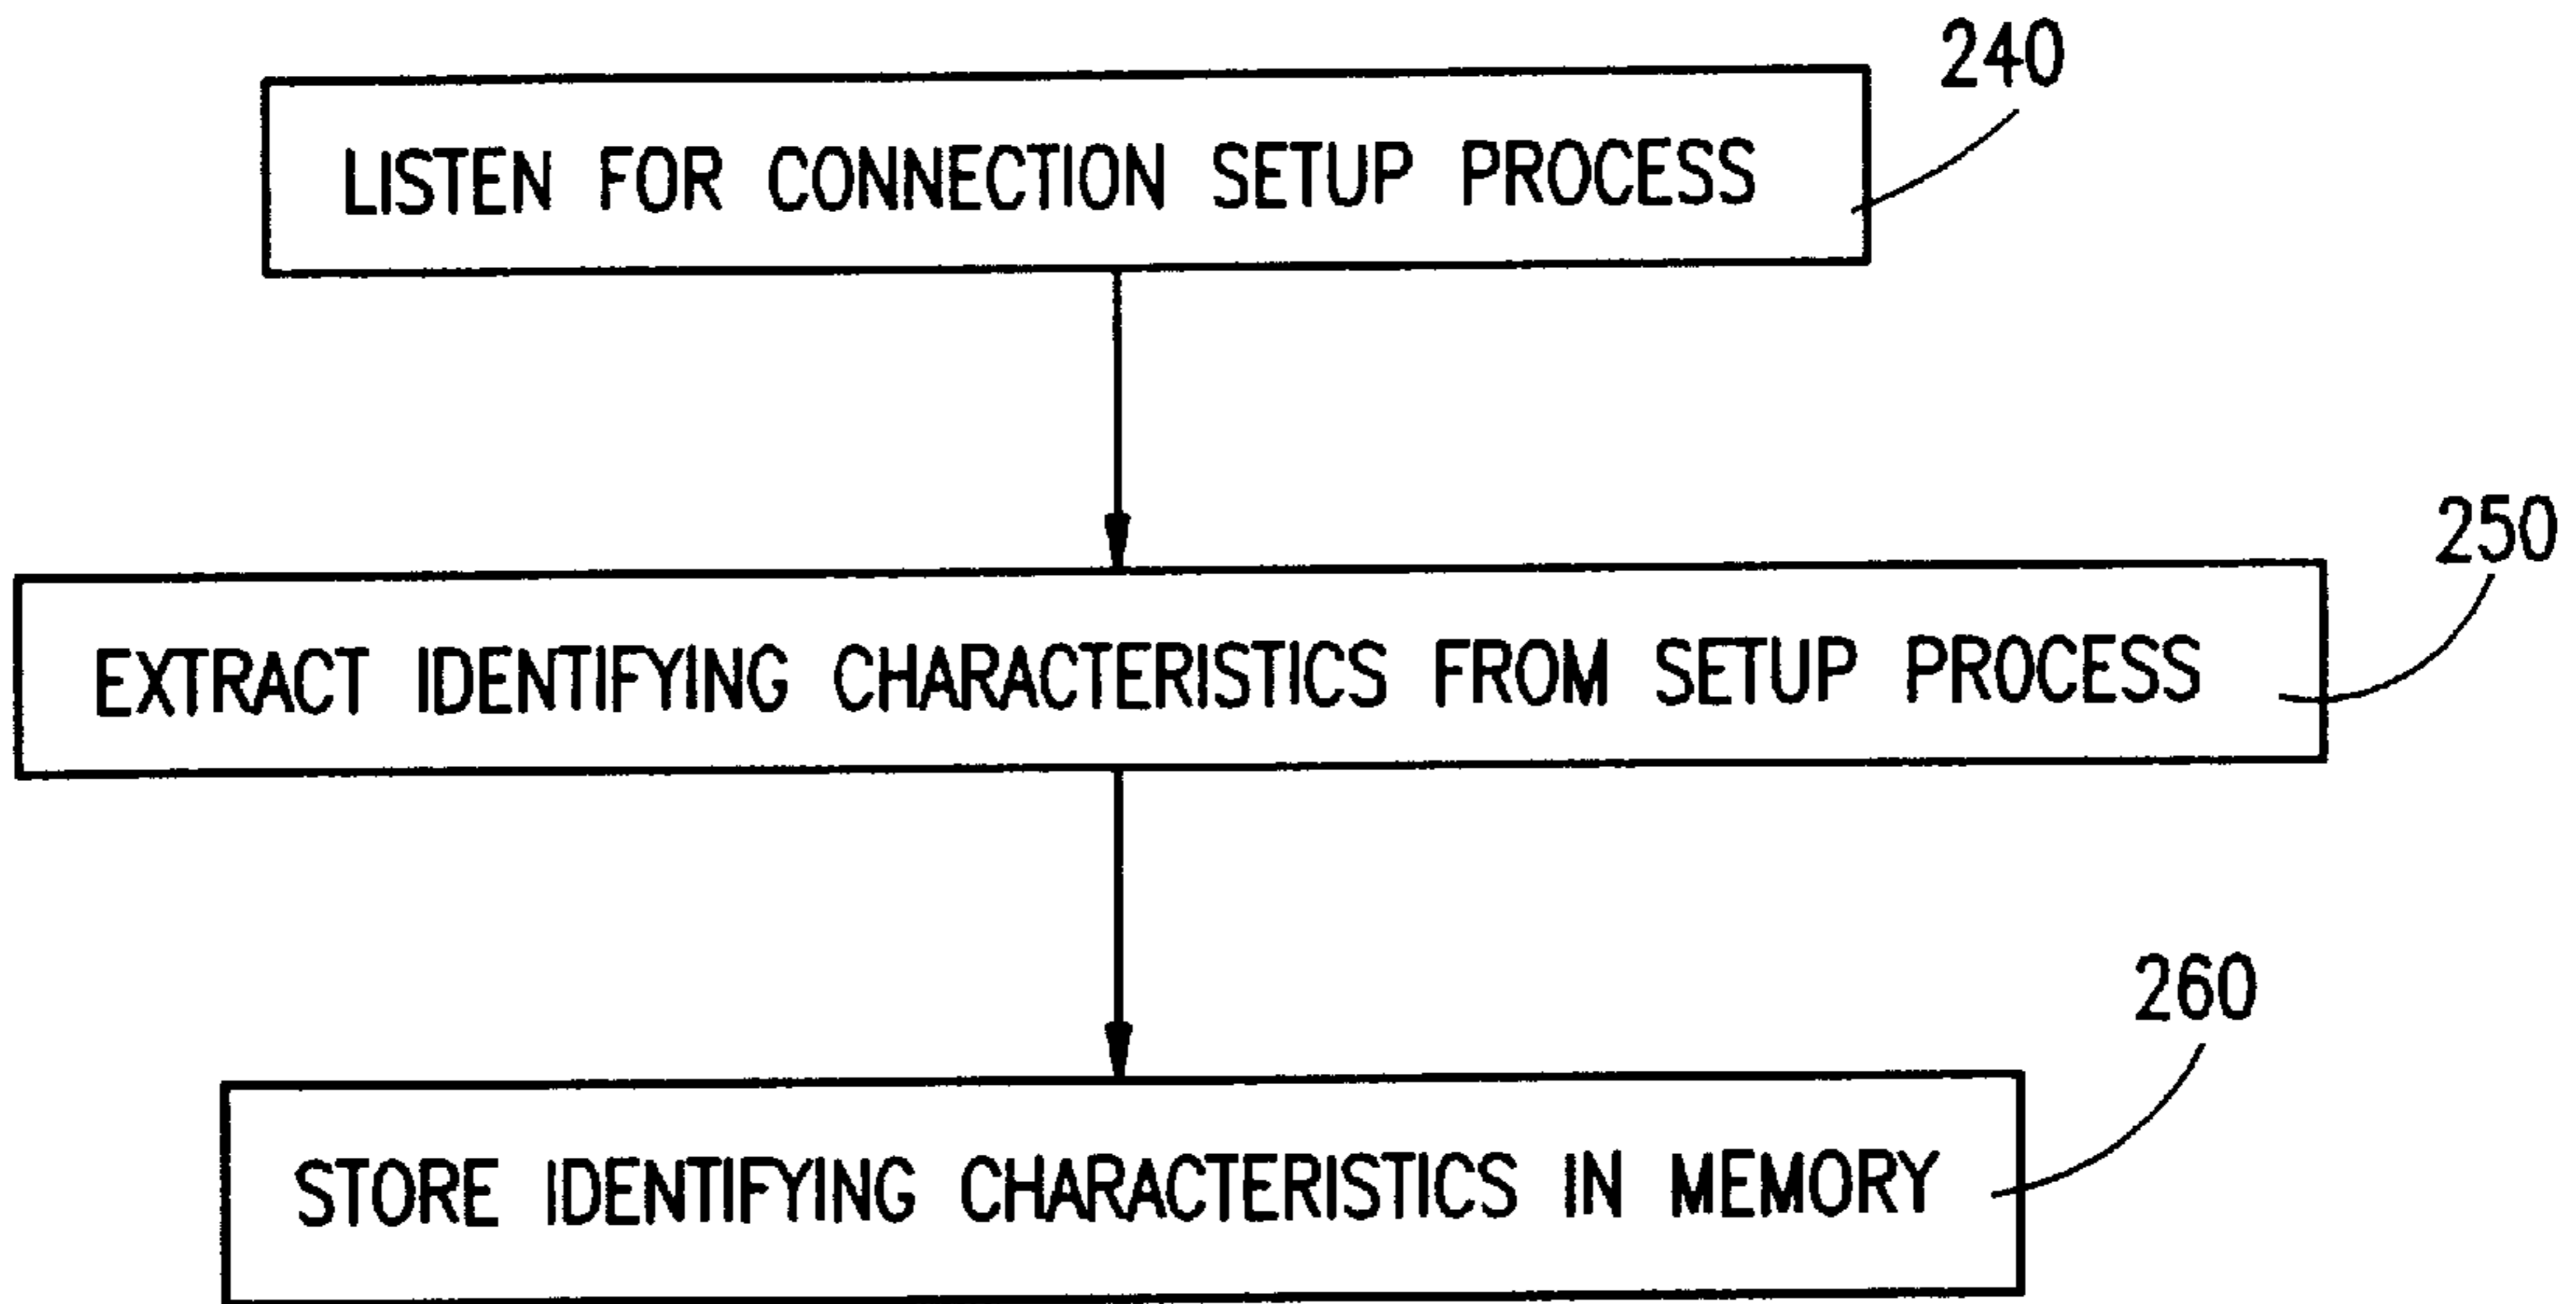 240
LISTEN FOR CONNECTION SETUP PROCESS
250
EXTRACT IDENTIFYING CHARACTERISTICS FROM SETUP PROCESS
260
STORE IDENTIFYING CHARACTERISTICS IN MEMORY